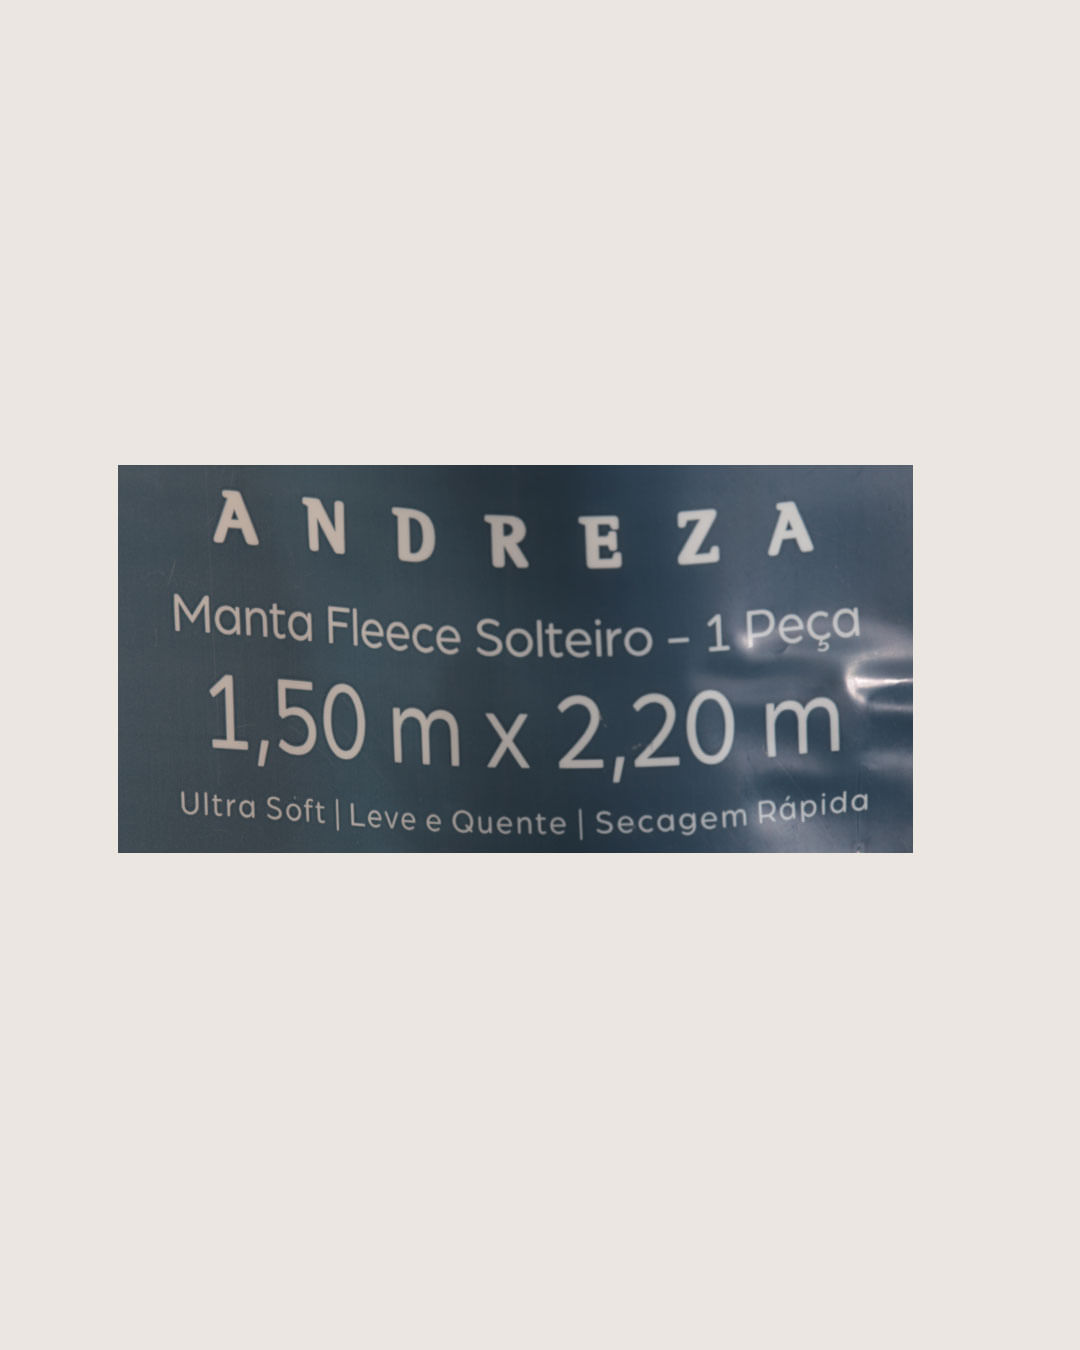 ANDREZA
Manta Fleece Solteiro – 1 Peça
1,50 m x 2,20 m
Ultra Soft | Leve e Quente | Secagem Rápida